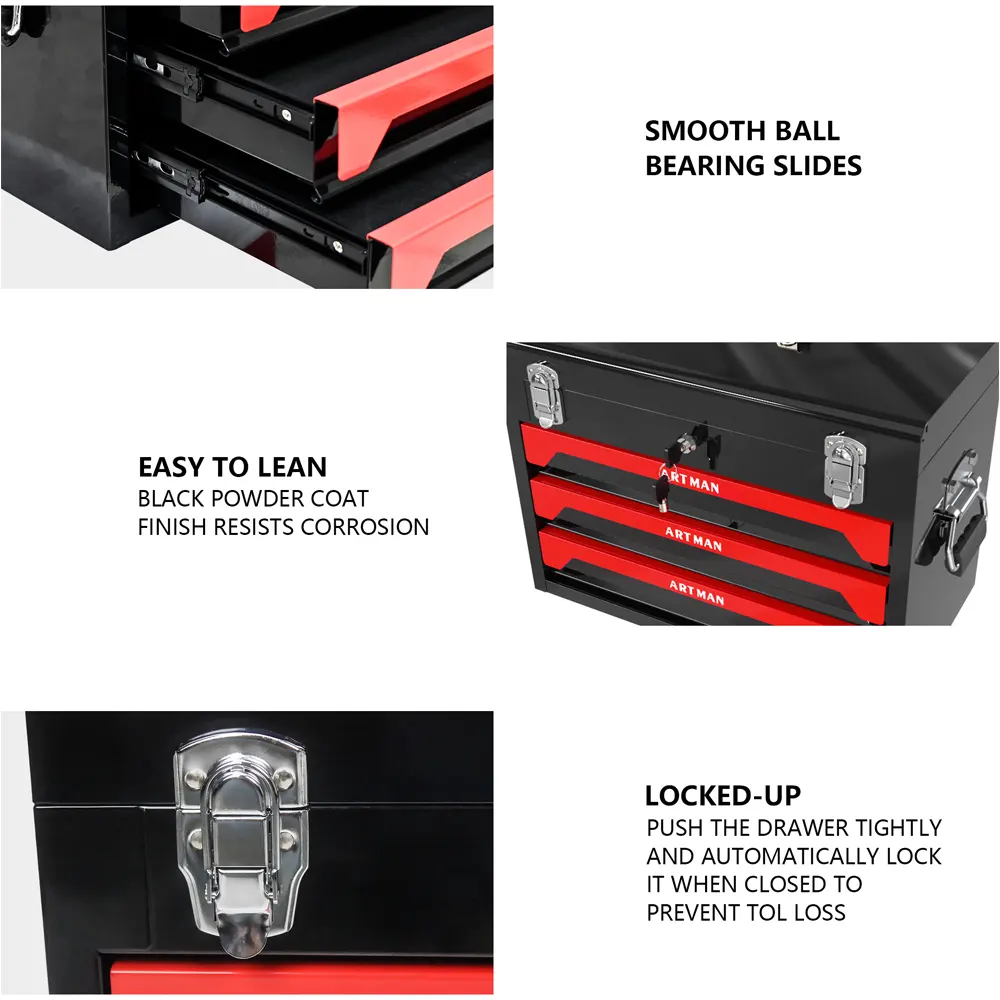 SMOOTH BALL
BEARING SLIDES
EASY TO LEAN
BLACK POWDER COAT
FINISH RESISTS CORROSION
ARTMAN
ARTMAN
ARTMAN
LOCKED-UP
PUSH THE DRAWER TIGHTLY
AND AUTOMATICALLY LOCK
IT WHEN CLOSED TO
PREVENT TOL LOSS